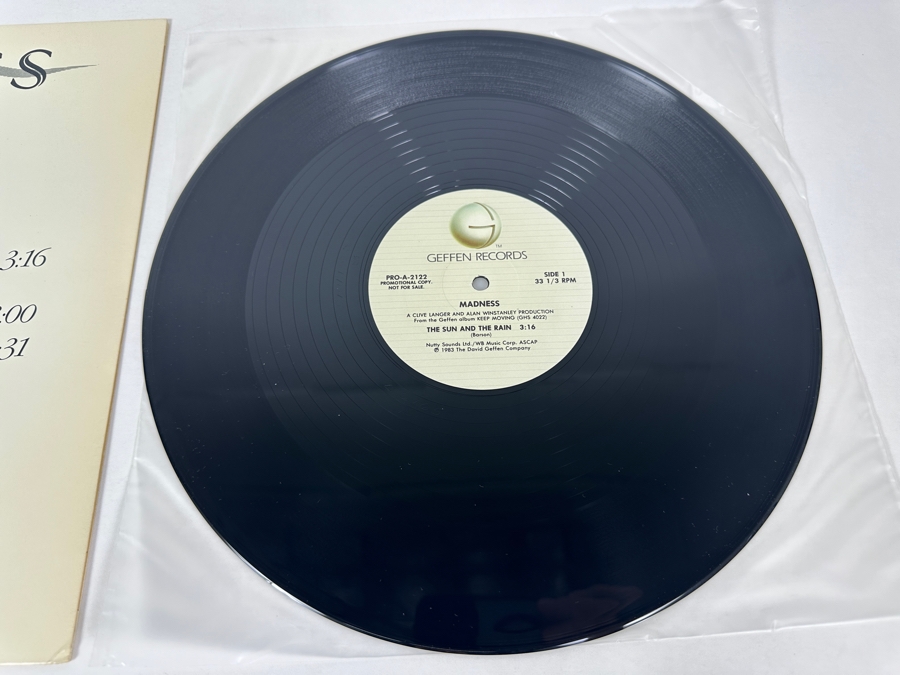 SS
3:16
:00
:31
G
TM
GEFFEN RECORDS
PRO-A-2122
PROMOTIONAL COPY.
NOT FOR SALE.
SIDE 1
33 1/3 RPM
MADNESS
A CLIVE LANGER AND ALAN WINSTANLEY PRODUCTION
From the Geffen album KEEP MOVING (GHS 4022)
THE SUN AND THE RAIN 3:16
(Barson)
Nutty Sounds Ltd./WB Music Corp. ASCAP
℗ 1983 The David Geffen Company